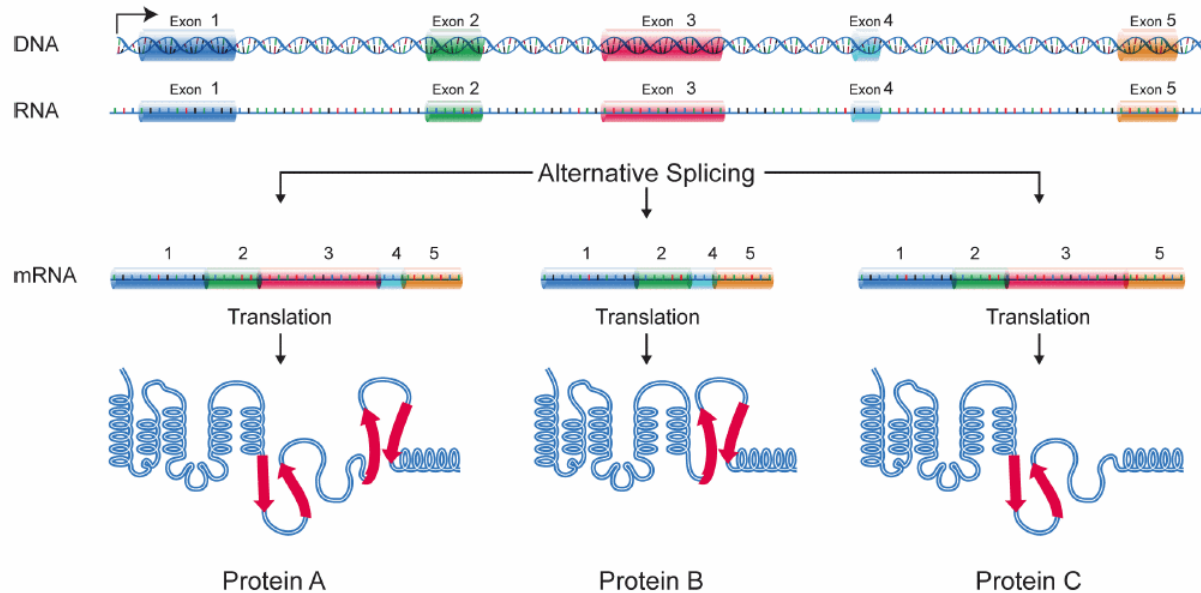 Exon 1 Exon 2 Exon 3 Exon 4 Exon 5
DNA
Exon 1 Exon 2 Exon 3 Exon 4 Exon 5
RNA
Alternative Splicing
1 2 3 4 5 1 2 4 5 1 2 3 5
mRNA
Translation Translation Translation
Protein A Protein B Protein C